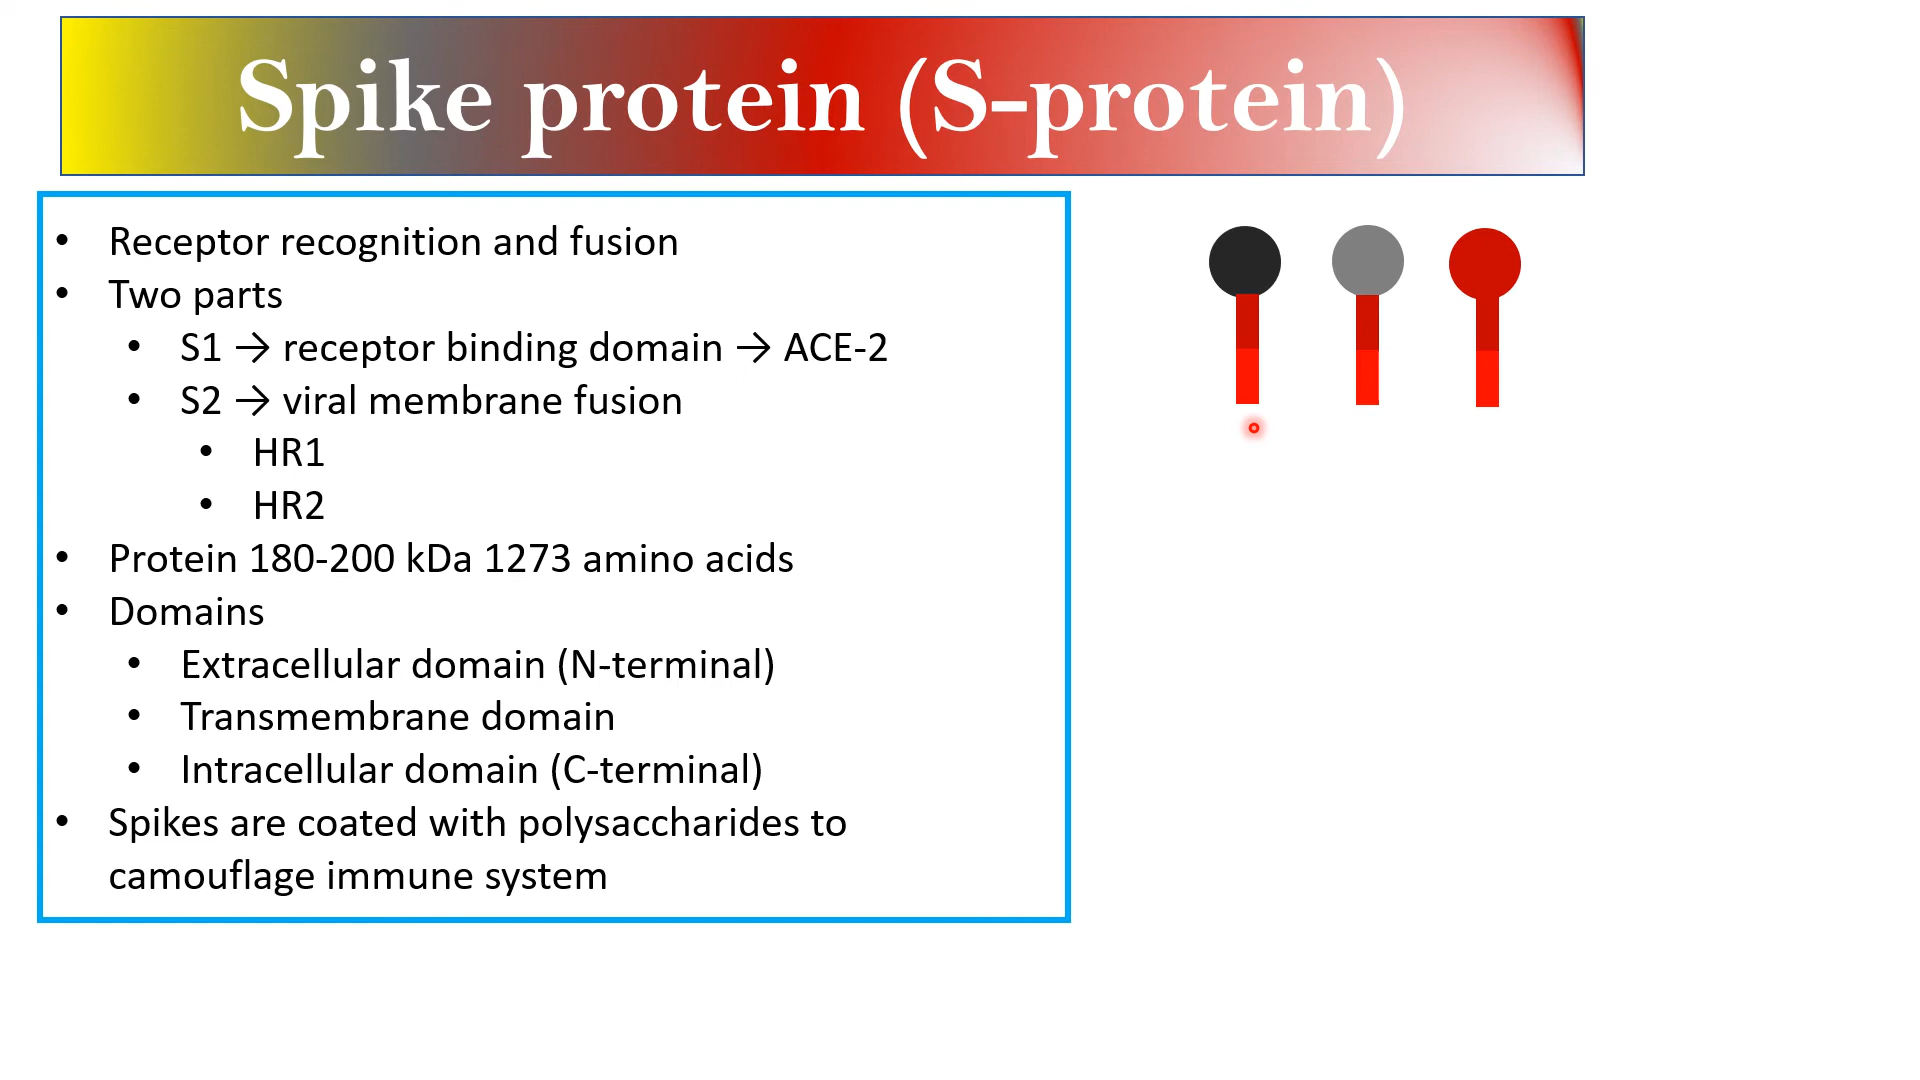 Spike protein (S-protein)
• Receptor recognition and fusion
• Two parts
• S1 → receptor binding domain → ACE-2
• S2 → viral membrane fusion
• HR1
• HR2
• Protein 180-200 kDa 1273 amino acids
• Domains
• Extracellular domain (N-terminal)
• Transmembrane domain
• Intracellular domain (C-terminal)
• Spikes are coated with polysaccharides to
camouflage immune system